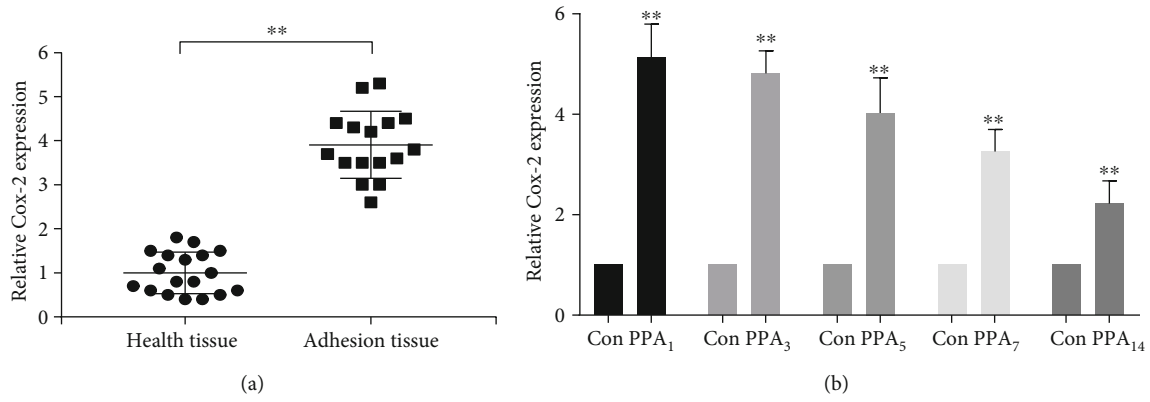 **
Relative Cox-2 expression
6
5
4
3
2
1
0
Health tissue Adhesion tissue
(a)
Relative Cox-2 expression
6
4
2
0
** ** ** ** **
Con PPA₁ Con PPA₃ Con PPA₅ Con PPA₇ Con PPA₁₄
(b)